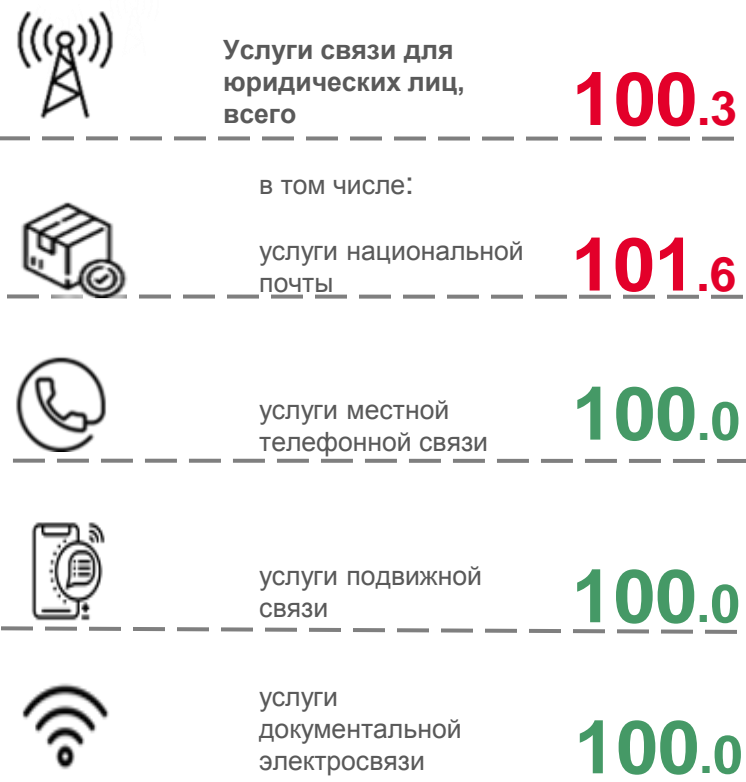 Услуги связи для
юридических лиц,
всего
100.3
в том числе:
услуги национальной
почты
101.6
услуги местной
телефонной связи
100.0
услуги подвижной
связи
100.0
услуги
документальной
электросвязи
100.0